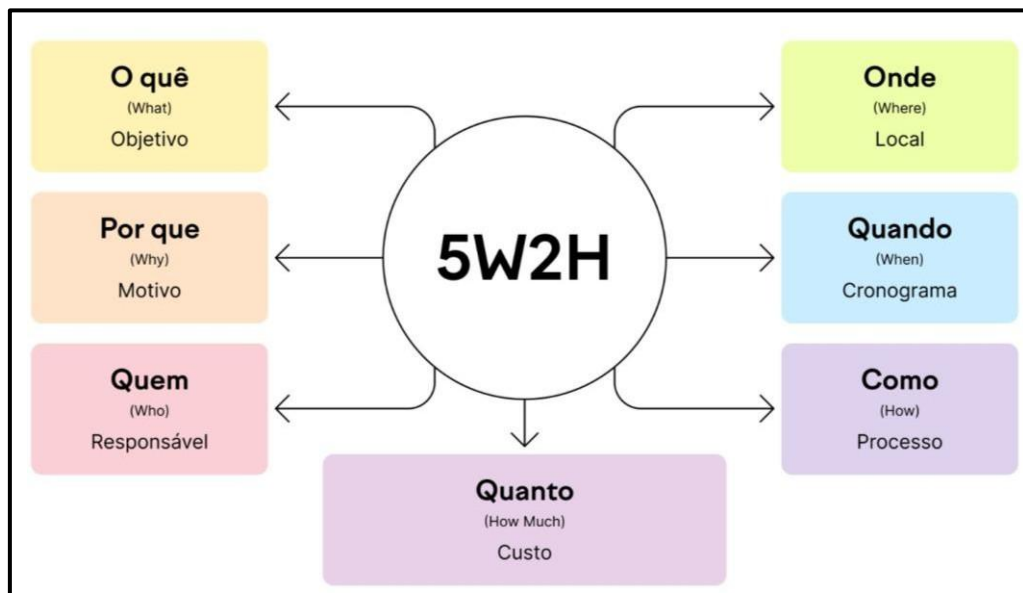 O quê
(What)
Objetivo
Por que
(Why)
Motivo
Quem
(Who)
Responsável
5W2H
Onde
(Where)
Local
Quando
(When)
Cronograma
Como
(How)
Processo
Quanto
(How Much)
Custo